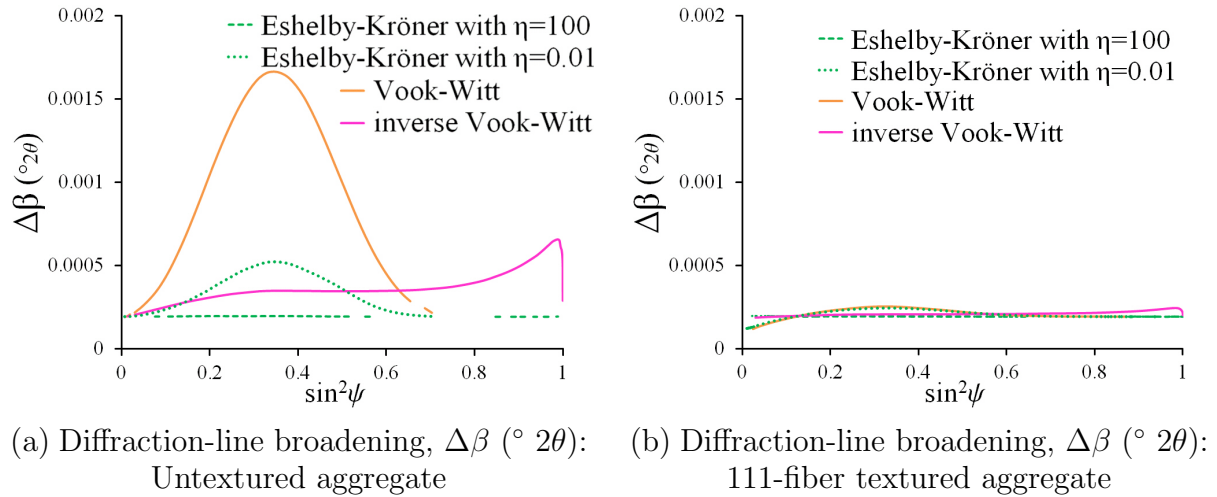 0.002
0.0015
0.001
0.0005
0
Δβ (°2θ)
Eshelby-Kröner with η=100
Eshelby-Kröner with η=0.01
Vook-Witt
inverse Vook-Witt
0 0.2 0.4 0.6 0.8 1
sin²ψ
(a) Diffraction-line broadening, Δβ (° 2θ):
Untextured aggregate
0.002
0.0015
0.001
0.0005
0
Δβ (°2θ)
Eshelby-Kröner with η=100
Eshelby-Kröner with η=0.01
Vook-Witt
inverse Vook-Witt
0 0.2 0.4 0.6 0.8 1
sin²ψ
(b) Diffraction-line broadening, Δβ (° 2θ):
111-fiber textured aggregate